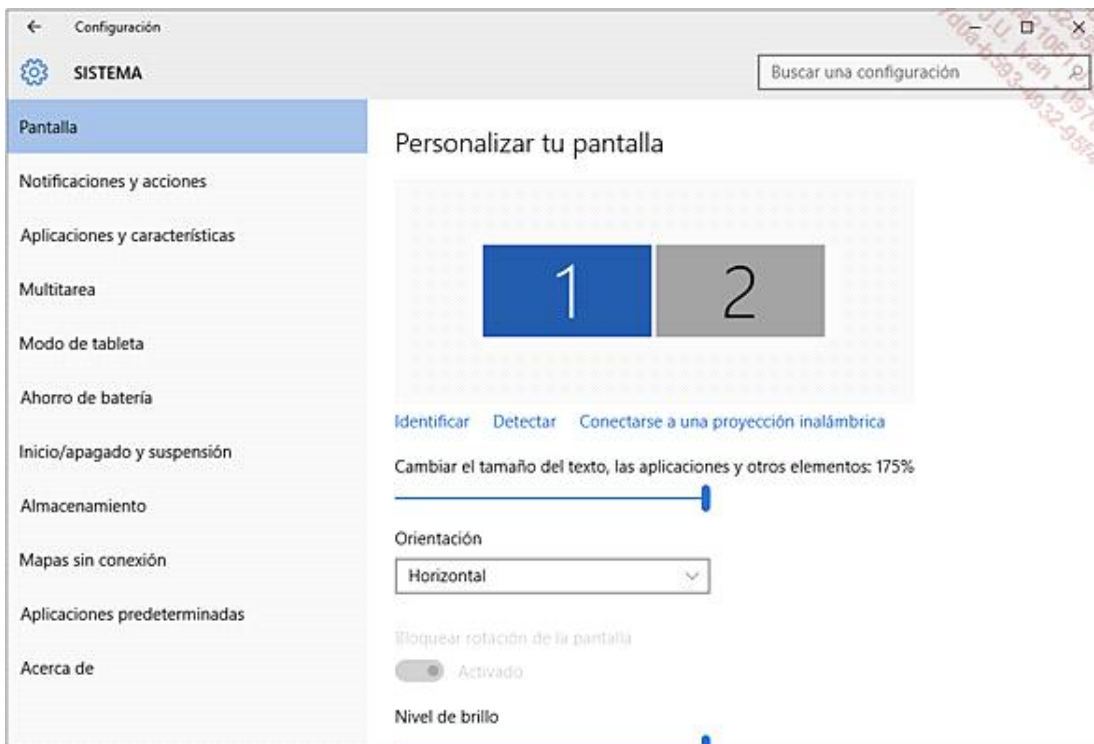 Configuración
SISTEMA
Buscar una configuración
Pantalla
Notificaciones y acciones
Aplicaciones y características
Multitarea
Modo de tableta
Ahorro de batería
Inicio/apagado y suspensión
Almacenamiento
Mapas sin conexión
Aplicaciones predeterminadas
Acerca de
Personalizar tu pantalla
1 2
Identificar Detectar Conectarse a una proyección inalámbrica
Cambiar el tamaño del texto, las aplicaciones y otros elementos: 175%
Orientación
Horizontal
Bloquear rotación de la pantalla
Activado
Nivel de brillo